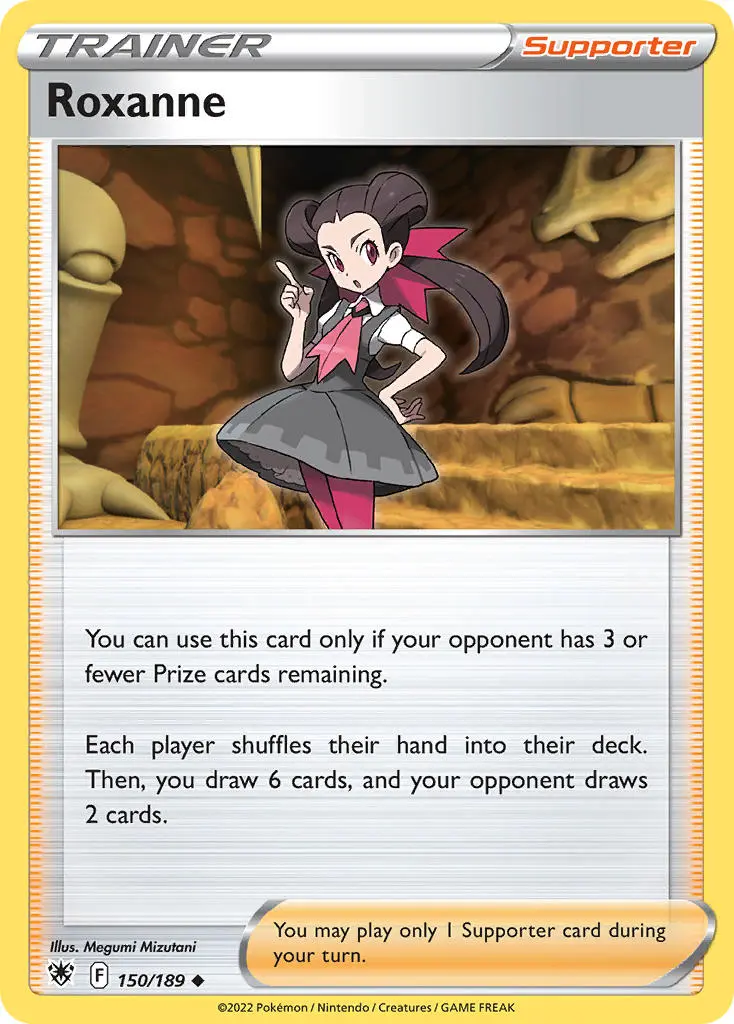 TRAINER Supporter
Roxanne
You can use this card only if your opponent has 3 or
fewer Prize cards remaining.
Each player shuffles their hand into their deck.
Then, you draw 6 cards, and your opponent draws
2 cards.
You may play only 1 Supporter card during
your turn.
Illus. Megumi Mizutani
F 150/189
©2022 Pokémon / Nintendo / Creatures / GAME FREAK